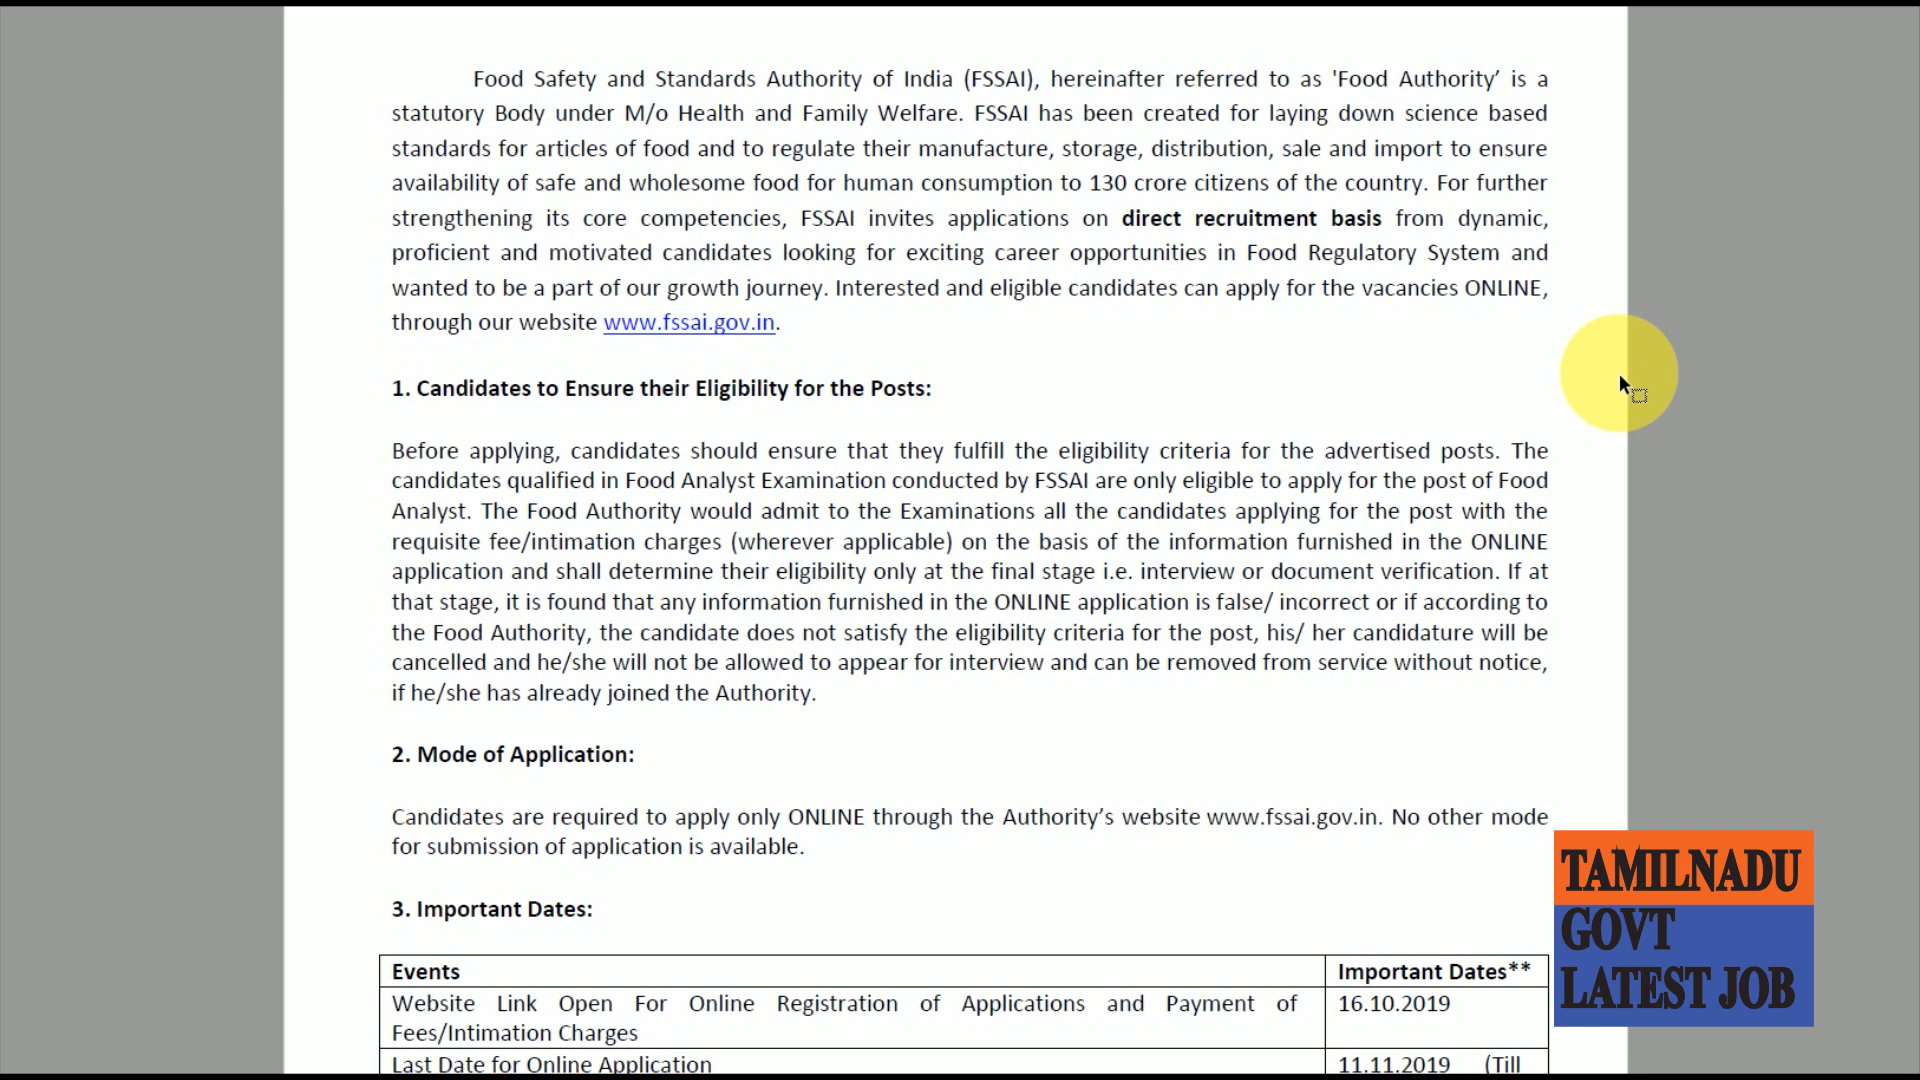 Food Safety and Standards Authority of India (FSSAI), hereinafter referred to as 'Food Authority’ is a
statutory Body under M/o Health and Family Welfare. FSSAI has been created for laying down science based
standards for articles of food and to regulate their manufacture, storage, distribution, sale and import to ensure
availability of safe and wholesome food for human consumption to 130 crore citizens of the country. For further
strengthening its core competencies, FSSAI invites applications on direct recruitment basis from dynamic,
proficient and motivated candidates looking for exciting career opportunities in Food Regulatory System and
wanted to be a part of our growth journey. Interested and eligible candidates can apply for the vacancies ONLINE,
through our website www.fssai.gov.in.
1. Candidates to Ensure their Eligibility for the Posts:
Before applying, candidates should ensure that they fulfill the eligibility criteria for the advertised posts. The
candidates qualified in Food Analyst Examination conducted by FSSAI are only eligible to apply for the post of Food
Analyst. The Food Authority would admit to the Examinations all the candidates applying for the post with the
requisite fee/intimation charges (wherever applicable) on the basis of the information furnished in the ONLINE
application and shall determine their eligibility only at the final stage i.e. interview or document verification. If at
that stage, it is found that any information furnished in the ONLINE application is false/ incorrect or if according to
the Food Authority, the candidate does not satisfy the eligibility criteria for the post, his/ her candidature will be
cancelled and he/she will not be allowed to appear for interview and can be removed from service without notice,
if he/she has already joined the Authority.
2. Mode of Application:
Candidates are required to apply only ONLINE through the Authority’s website www.fssai.gov.in. No other mode
for submission of application is available.
3. Important Dates:
Events Important Dates**
Website Link Open For Online Registration of Applications and Payment of 16.10.2019
Fees/Intimation Charges
Last Date for Online Application 11.11.2019 (Till
TAMILNADU
GOVT
LATEST JOB